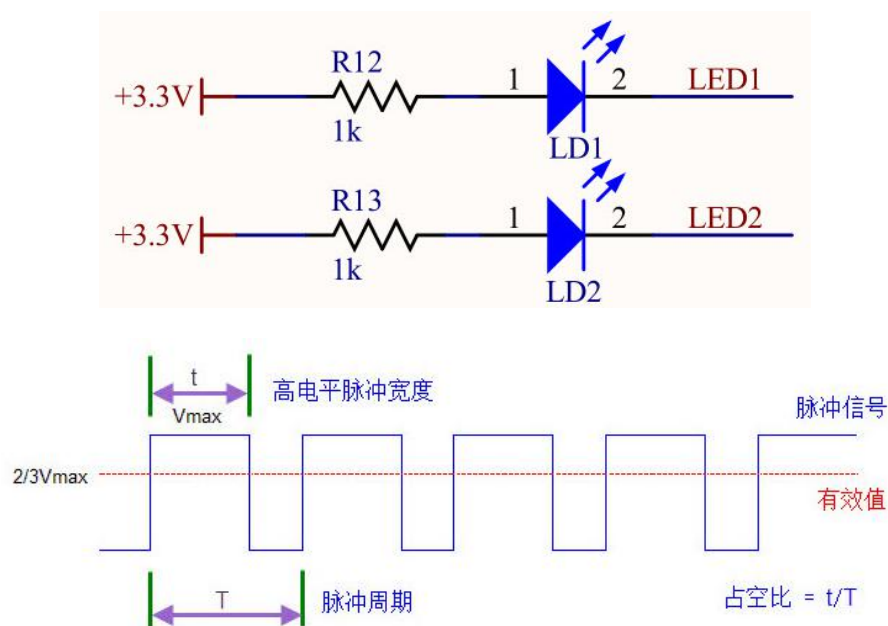 R12
1 2 LED1
+3.3V
1k
LD1
R13
1 2 LED2
+3.3V
1k
LD2
t
高电平脉冲宽度
Vmax
脉冲信号
2/3Vmax
有效值
T
脉冲周期
占空比 = t/T